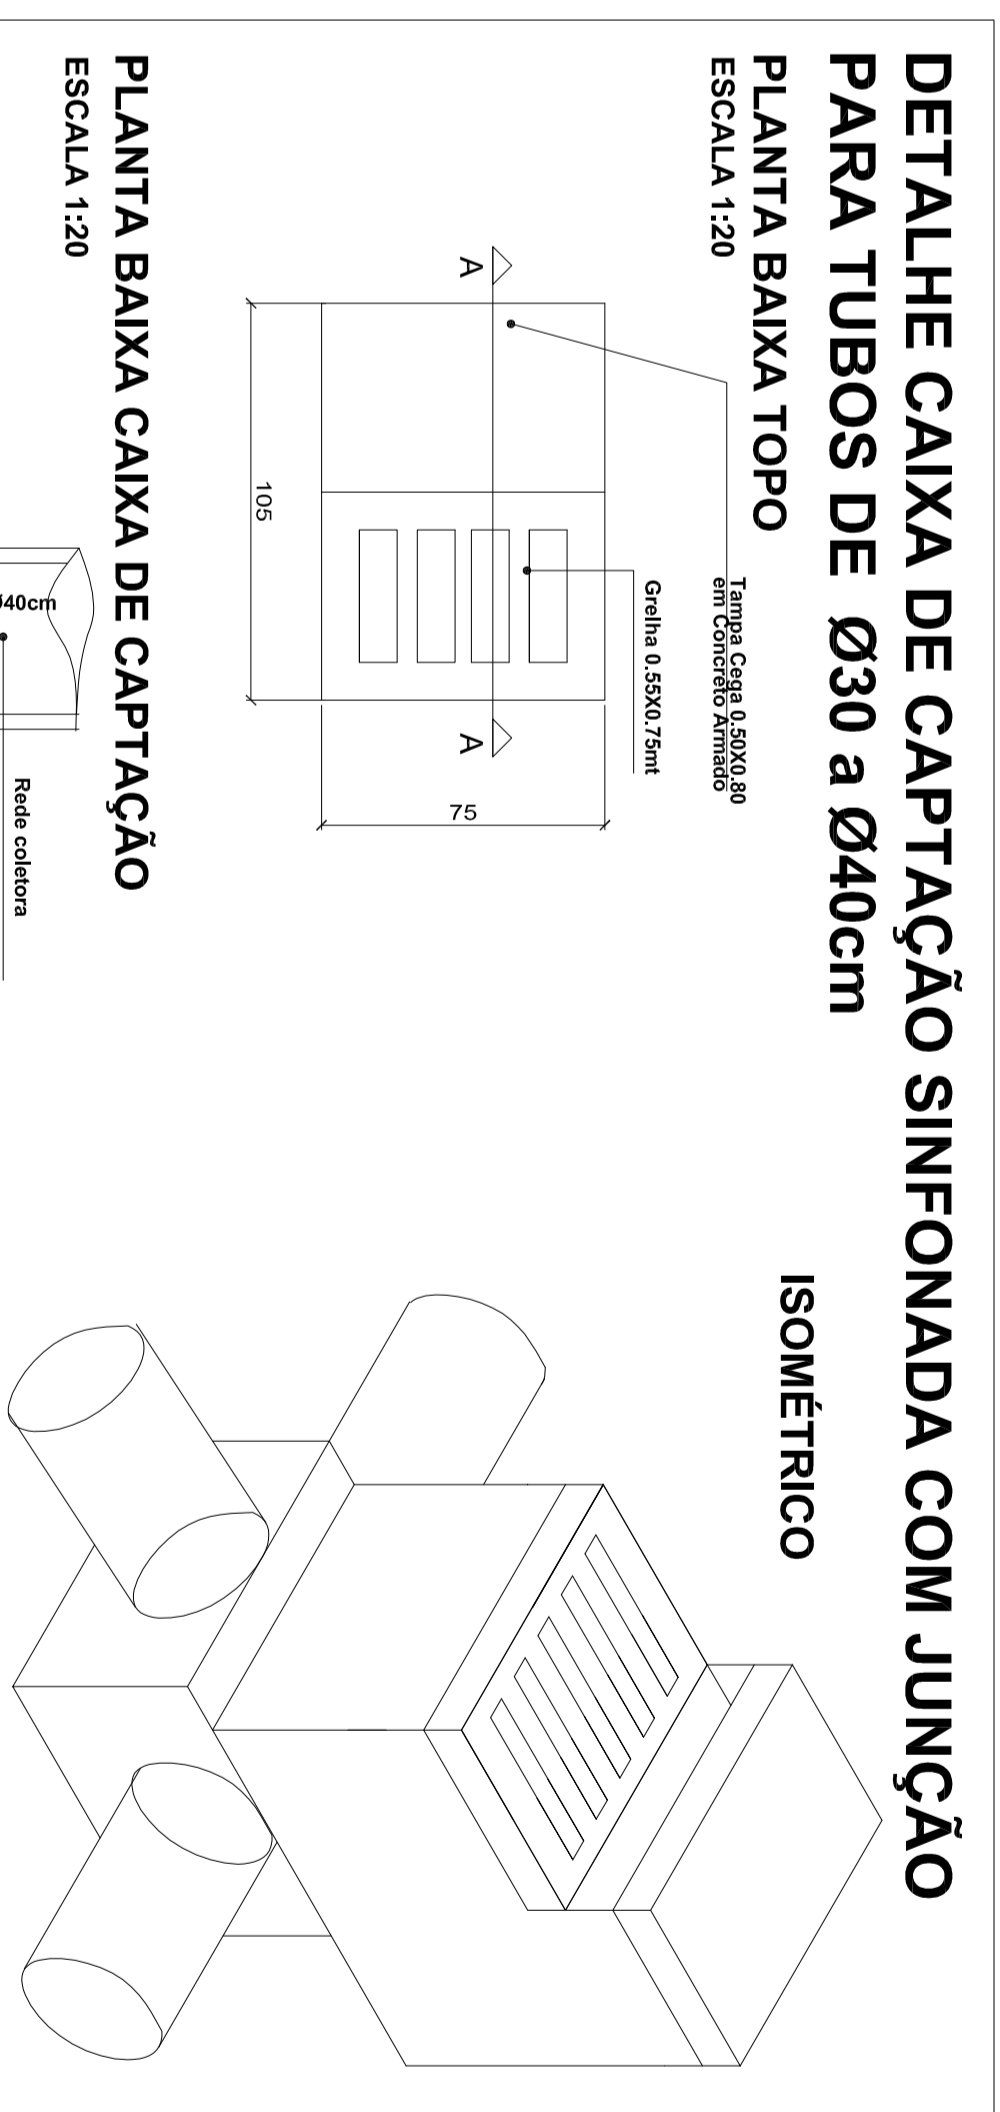 DETALHE CAIXA DE CAPTAÇÃO SINFONADA COM JUNÇÃO
PARA TUBOS DE Ø30 a Ø40cm
PLANTA BAIXA TOPO
ESCALA 1:20
ISOMÉTRICO
Tampa Cega 0.50X0.80
em Concreto Armado
Grelha 0.55X0.75mt
A
A
75
105
PLANTA BAIXA CAIXA DE CAPTAÇÃO
ESCALA 1:20
Ø40cm
Rede coletora